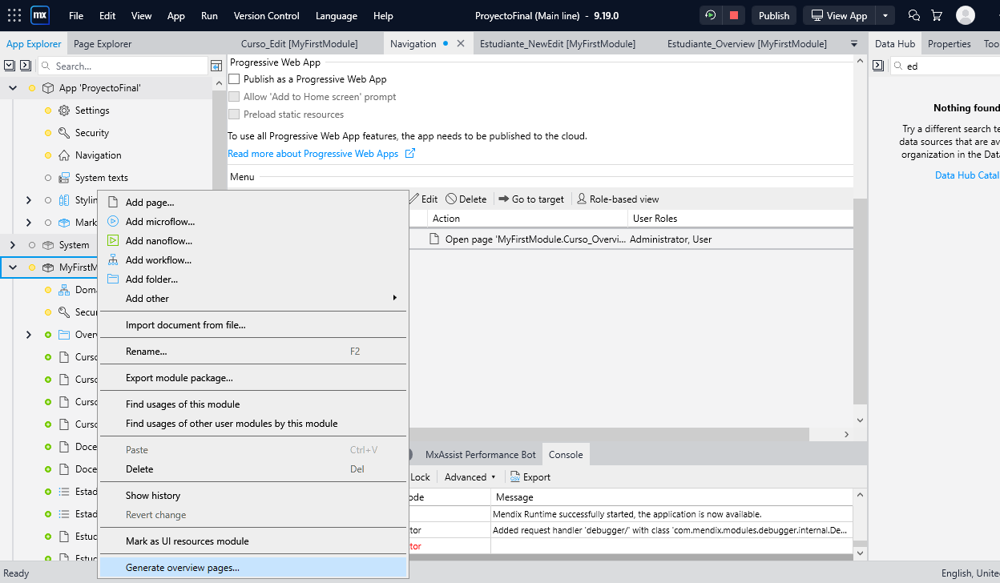 mx File Edit View App Run Version Control Language Help ProyectoFinal (Main line) - 9.19.0 Publish View App
App Explorer Page Explorer Curso_Edit [MyFirstModule] Navigation Estudiante_NewEdit [MyFirstModule] Estudiante_Overview [MyFirstModule] Data Hub Properties Too
Search...
ed
Progressive Web App
Publish as a Progressive Web App
Allow 'Add to Home screen' prompt
Preload static resources
To use all Progressive Web App features, the app needs to be published to the cloud.
Read more about Progressive Web Apps
Menu
Edit Delete Go to target Role-based view
Action User Roles
Open page 'MyFirstModule.Curso_Overvi... Administrator, User
App 'ProyectoFinal'
Settings
Security
Navigation
System texts
Stylin
Mark
System
MyFirstM
Doma
Secu
Over
Curso
Curso
Curso
Curso
Doce
Doce
Estad
Estad
Estuc
Estuc
Add page...
Add microflow...
Add nanoflow...
Add workflow...
Add folder...
Add other
Import document from file...
Rename... F2
Export module package...
Find usages of this module
Find usages of other user modules by this module
Paste Ctrl+V
Delete Del
Show history
Revert change
Mark as UI resources module
Generate overview pages...
MxAssist Performance Bot Console
Lock Advanced Export
ode Message
Mendix Runtime successfully started, the application is now available.
tor Added request handler 'debugger/' with class 'com.mendix.modules.debugger.internal.De...
tor
Nothing found
Try a different search te
data sources that are av
organization in the Data
Data Hub Catal
Ready English, Unite